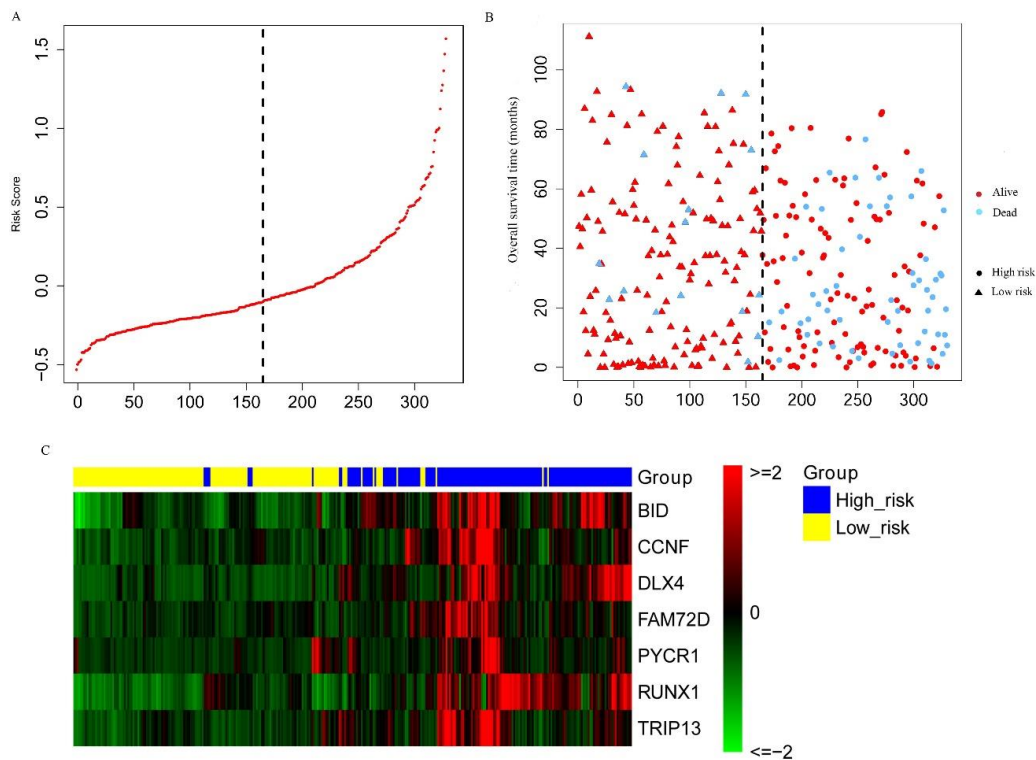 A
B
Risk Score
1.5
1.0
0.5
0.0
−0.5
0 50 100 150 200 250 300
Overall survival time (months)
100
80
60
40
20
0
0 50 100 150 200 250 300
Alive
Dead
High risk
Low risk
C
Group
BID
CCNF
DLX4
FAM72D
PYCR1
RUNX1
TRIP13
>=2
0
<=−2
Group
High_risk
Low_risk